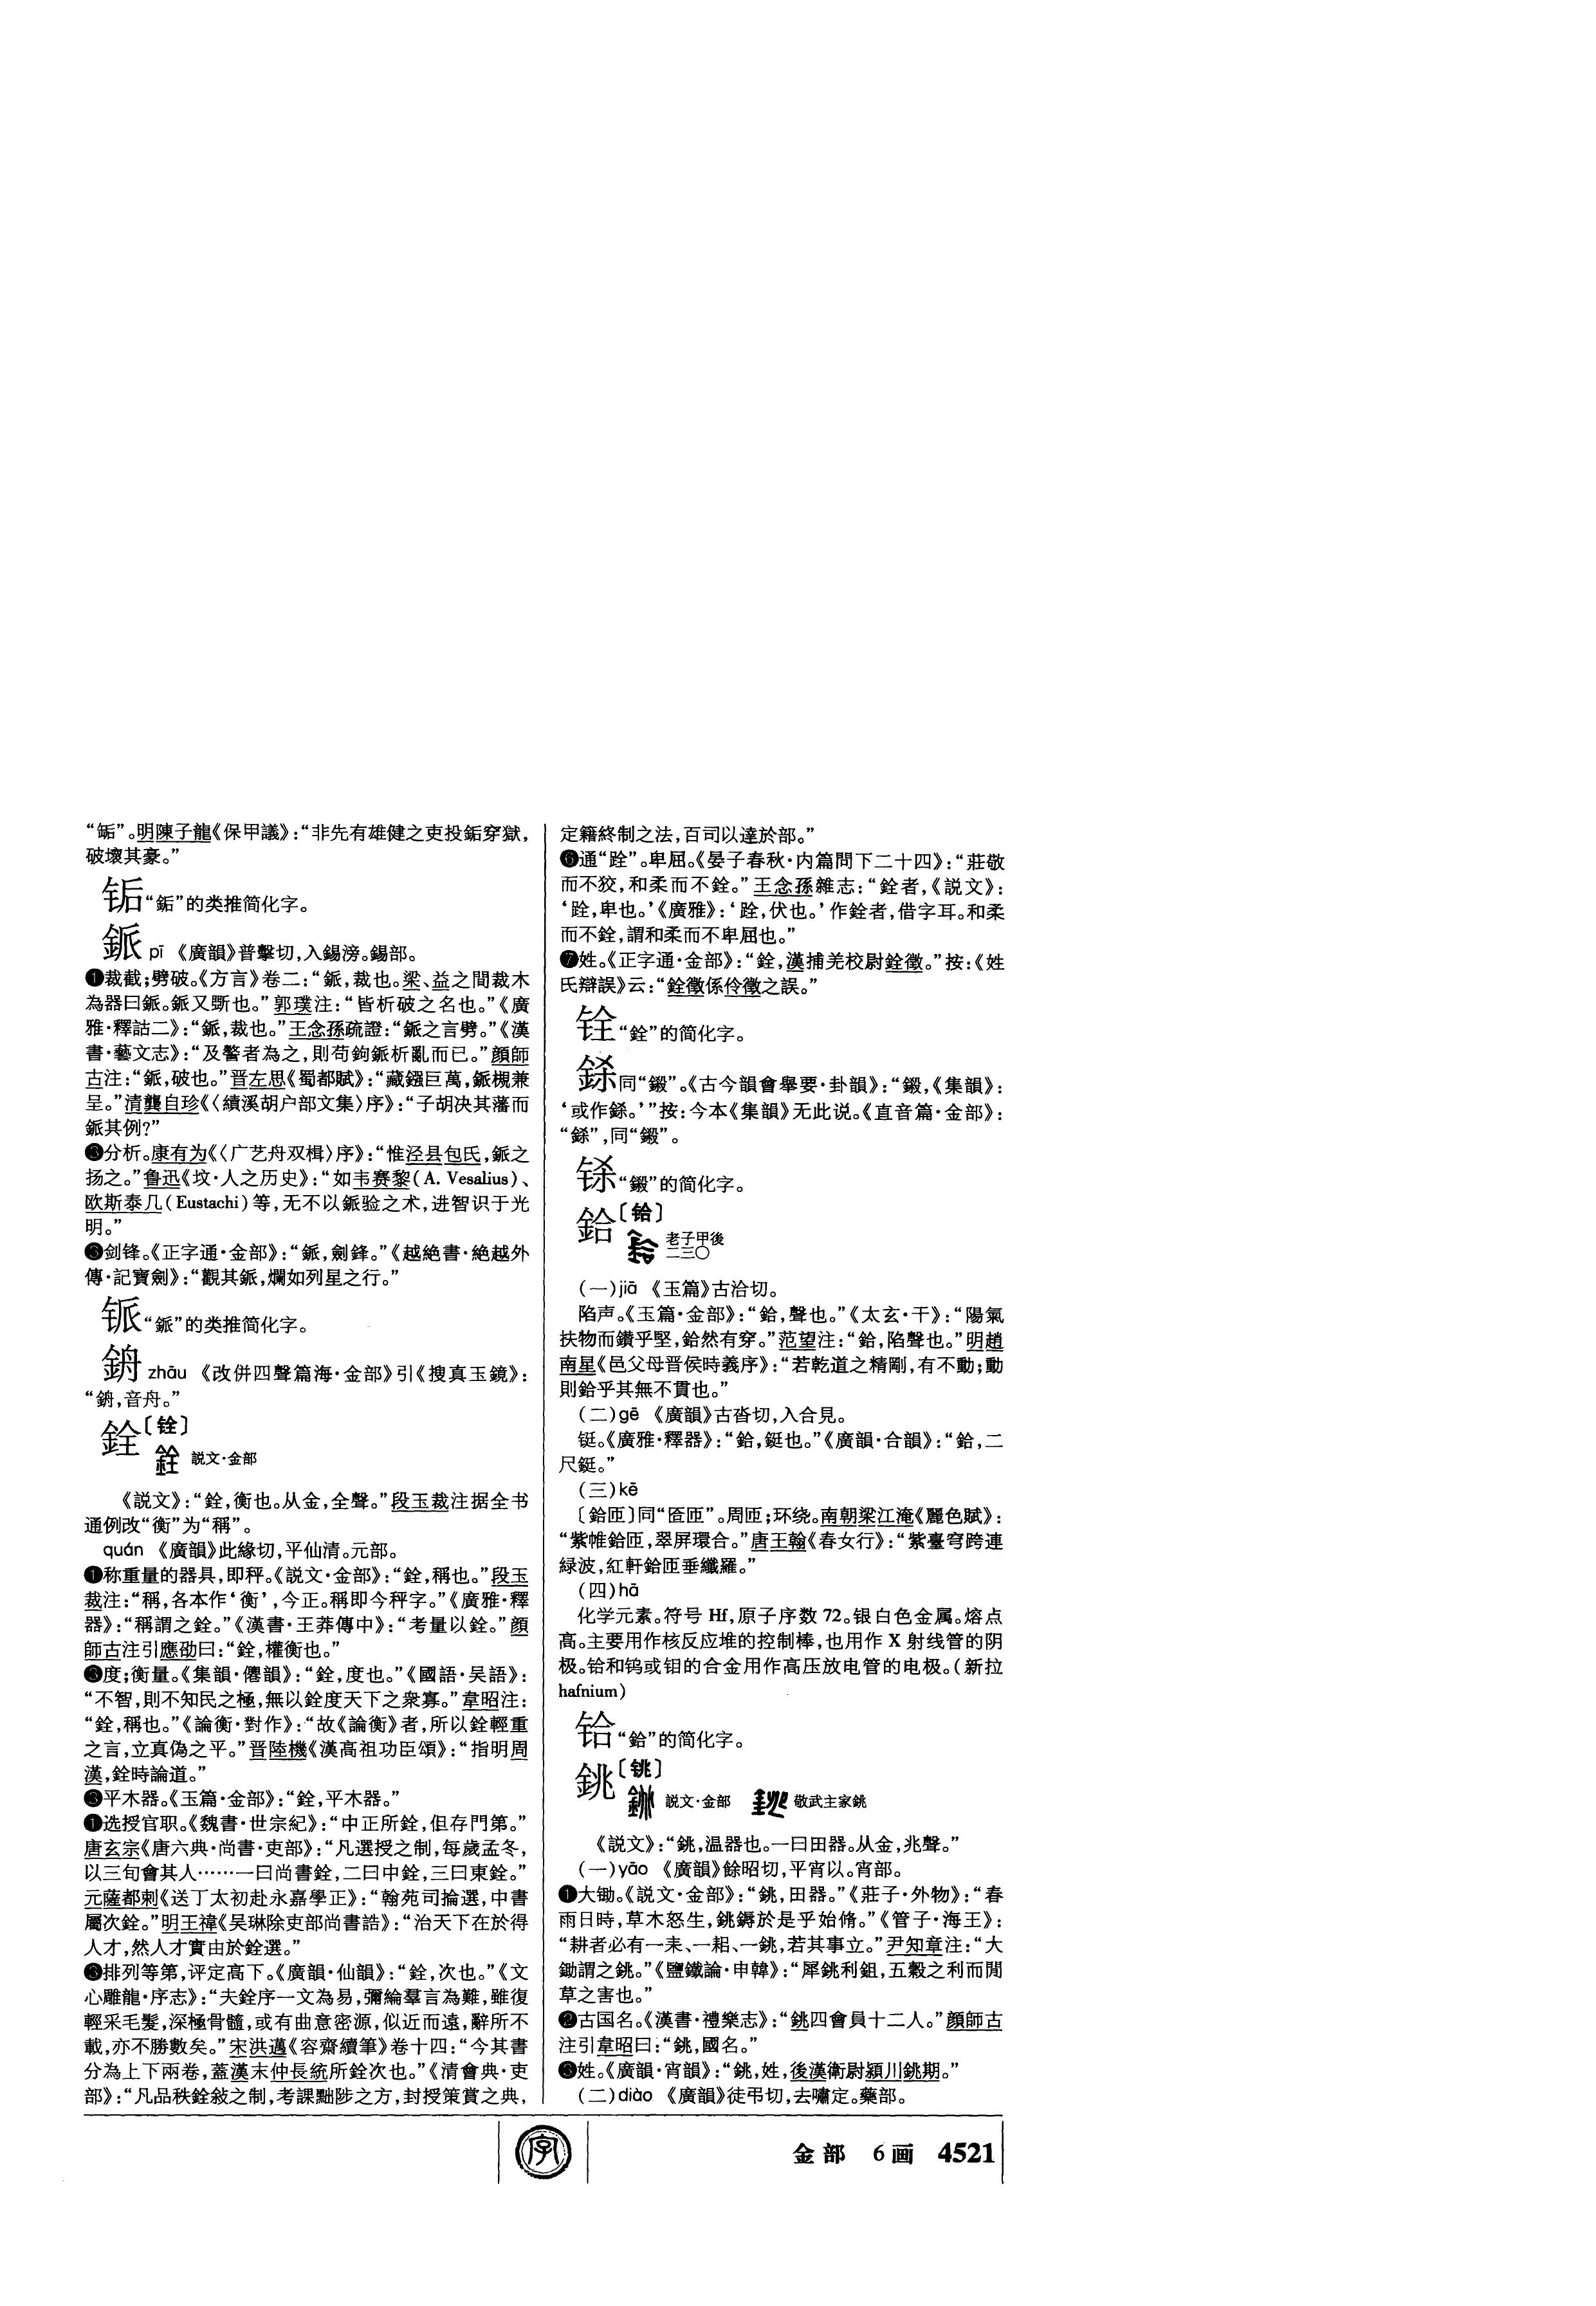 “鉐”。明陳子龍《保甲議》：“非先有雄健之吏投鉐穿獄，
破壞其豪。”
“鉐”的类推简化字。
鈲 pī 《廣韻》普擊切，入錫滂。錫部。
❶裁截；劈破。《方言》卷二：“鈲，裁也。梁、益之間裁木
為器曰鈲。鈲又斲也。”郭璞注：“皆析破之名也。”《廣
雅·釋詁二》：“鈲，裁也。”王念孫疏證：“鈲之言劈。”《漢
書·藝文志》：“及警者為之，則苟鉤鈲析亂而已。”顔師
古注：“鈲，破也。”晋左思《蜀都賦》：“藏鏹巨萬，鈲槻兼
呈。”清龔自珍《〈績溪胡户部文集〉序》：“子胡决其藩而
鈲其例？”
❸分析。康有为《〈广艺舟双楫〉序》：“惟泾县包氏，鈲之
扬之。”鲁迅《坟·人之历史》：“如韦赛黎（A. Vesalius）、
欧斯泰几（Eustachi）等，无不以鈲验之术，进智识于光
明。”
❸剑锋。《正字通·金部》：“鈲，劍鋒。”《越絶書·絶越外
傳·記寶劍》：“觀其鈲，爛如列星之行。”
“鈲”的类推简化字。
zhāu 《改併四聲篇海·金部》引《搜真玉鏡》：
“，音舟。”
銓〔铨〕
説文·金部
《説文》：“銓，衡也。从金，全聲。”段玉裁注据全书
通例改“衡”为“稱”。
quán 《廣韻》此緣切，平仙清。元部。
❶称重量的器具，即秤。《説文·金部》：“銓，稱也。”段玉
裁注：“稱，各本作‘衡’，今正。稱即今秤字。”《廣雅·釋
器》：“稱謂之銓。”《漢書·王莽傳中》：“考量以銓。”顔
師古注引應劭曰：“銓，權衡也。”
❸度；衡量。《集韻·僊韻》：“銓，度也。”《國語·吴語》：
“不智，則不知民之極，無以銓度天下之衆寡。”韋昭注：
“銓，稱也。”《論衡·對作》：“故《論衡》者，所以銓輕重
之言，立真偽之平。”晋陸機《漢高祖功臣頌》：“指明周
漢，銓時論道。”
❸平木器。《玉篇·金部》：“銓，平木器。”
❶选授官职。《魏書·世宗紀》：“中正所銓，但存門第。”
唐玄宗《唐六典·尚書·吏部》：“凡選授之制，每歲孟冬，
以三旬會其人……一曰尚書銓，二曰中銓，三曰東銓。”
元薩都剌《送丁太初赴永嘉學正》：“翰苑司掄選，中書
屬次銓。”明王禕《吴琳除吏部尚書誥》：“治天下在於得
人才，然人才實由於銓選。”
❸排列等第，评定高下。《廣韻·仙韻》：“銓，次也。”《文
心雕龍·序志》：“夫銓序一文為易，彌綸羣言為難，雖復
輕采毛髮，深極骨髓，或有曲意密源，似近而遠，辭所不
載，亦不勝數矣。”宋洪邁《容齋續筆》卷十四：“今其書
分為上下兩卷，蓋漢末仲長統所銓次也。”《清會典·吏
部》：“凡品秩銓敍之制，考課黜陟之方，封授策賞之典，
定籍終制之法，百司以達於部。”
❻通“跧”。卑屈。《晏子春秋·内篇問下二十四》：“莊敬
而不狡，和柔而不銓。”王念孫雜志：“銓者，《説文》：
‘跧，卑也。’《廣雅》：‘跧，伏也。’作銓者，借字耳。和柔
而不銓，謂和柔而不卑屈也。”
❼姓。《正字通·金部》：“銓，漢捕羌校尉銓徵。”按：《姓
氏辯誤》云：“銓徵係伶徵之誤。”
铨“銓”的简化字。
同“鎩”。《古今韻會舉要·卦韻》：“鎩，《集韻》：
‘或作。’”按：今本《集韻》无此说。《直音篇·金部》：
“”，同“鎩”。
铩“鎩”的简化字。
鉿〔铪〕
老子甲後
二三〇
（一）jiā 《玉篇》古洽切。
陷声。《玉篇·金部》：“鉿，聲也。”《太玄·干》：“陽氣
扶物而鑽乎堅，鉿然有穿。”范望注：“鉿，陷聲也。”明趙
南星《邑父母晋侯時義序》：“若乾道之精剛，有不動；動
則鉿乎其無不貫也。”
（二）gē 《廣韻》古沓切，入合見。
铤。《廣雅·釋器》：“鉿，鋌也。”《廣韻·合韻》：“鉿，二
尺鋌。”
（三）kē
〔鉿匝〕同“匼匝”。周匝；环绕。南朝梁江淹《麗色賦》：
“紫帷鉿匝，翠屏環合。”唐王翰《春女行》：“紫臺穹跨連
緑波，紅軒鉿匝垂纖羅。”
（四）hā
化学元素。符号 Hf，原子序数 72。银白色金属。熔点
高。主要用作核反应堆的控制棒，也用作 X 射线管的阴
极。铪和钨或钼的合金用作高压放电管的电极。（新拉
hafnium）
铪“鉿”的简化字。
銚〔铫〕
説文·金部 敬武主家銚
《説文》：“銚，温器也。一曰田器。从金，兆聲。”
（一）yāo 《廣韻》餘昭切，平宵以。宵部。
❶大锄。《説文·金部》：“銚，田器。”《莊子·外物》：“春
雨日時，草木怒生，銚鎒於是乎始脩。”《管子·海王》：
“耕者必有一耒、一耜、一銚，若其事立。”尹知章注：“大
鋤謂之銚。”《鹽鐵論·申韓》：“犀銚利鉏，五穀之利而閒
草之害也。”
❷古国名。《漢書·禮樂志》：“銚四會員十二人。”顔師古
注引韋昭曰：“銚，國名。”
❸姓。《廣韻·宵韻》：“銚，姓，後漢衛尉潁川銚期。”
（二）diào 《廣韻》徒弔切，去嘯定。藥部。
字
金部 6画 4521